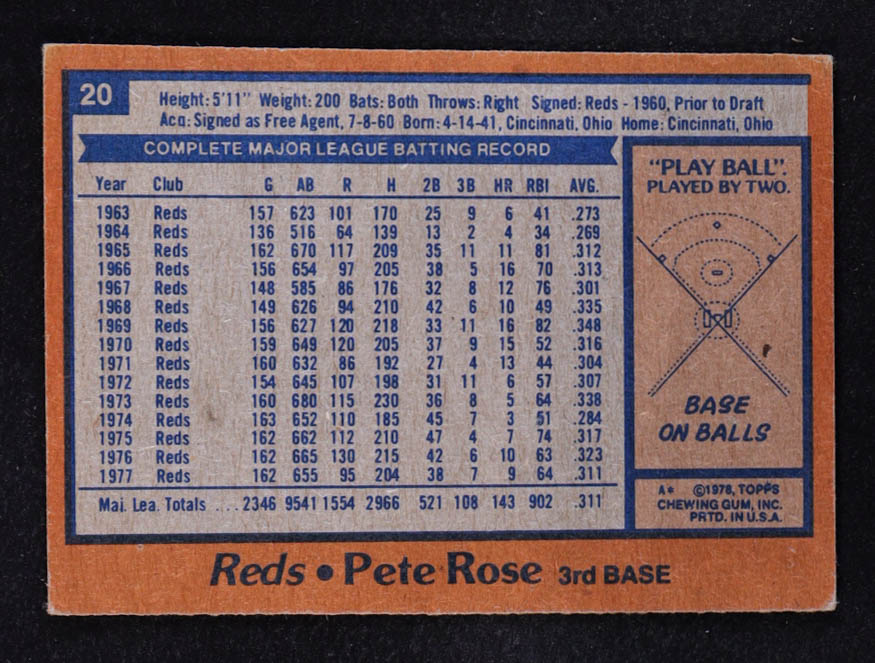 20
Height: 5'11" Weight: 200 Bats: Both Throws: Right Signed: Reds - 1960, Prior to Draft
Acq: Signed as Free Agent, 7-8-60 Born: 4-14-41, Cincinnati, Ohio Home: Cincinnati, Ohio
COMPLETE MAJOR LEAGUE BATTING RECORD
Year Club G AB R H 2B 3B HR RBI AVG.
1963 Reds 157 623 101 170 25 9 6 41 .273
1964 Reds 136 516 64 139 13 2 4 34 .269
1965 Reds 162 670 117 209 35 11 11 81 .312
1966 Reds 156 654 97 205 38 5 16 70 .313
1967 Reds 148 585 86 176 32 8 12 76 .301
1968 Reds 149 626 94 210 42 6 10 49 .335
1969 Reds 156 627 120 218 33 11 16 82 .348
1970 Reds 159 649 120 205 37 9 15 52 .316
1971 Reds 160 632 86 192 27 4 13 44 .304
1972 Reds 154 645 107 198 31 11 6 57 .307
1973 Reds 160 680 115 230 36 8 5 64 .338
1974 Reds 163 652 110 185 45 7 3 51 .284
1975 Reds 162 662 112 210 47 4 7 74 .317
1976 Reds 162 665 130 215 42 6 10 63 .323
1977 Reds 162 655 95 204 38 7 9 64 .311
Maj. Lea. Totals .... 2346 9541 1554 2966 521 108 143 902 .311
"PLAY BALL".
PLAYED BY TWO.
BASE
ON BALLS
A* ©1978, TOPPS
CHEWING GUM, INC.
PRTD. IN U.S.A.
Reds • Pete Rose 3rd BASE